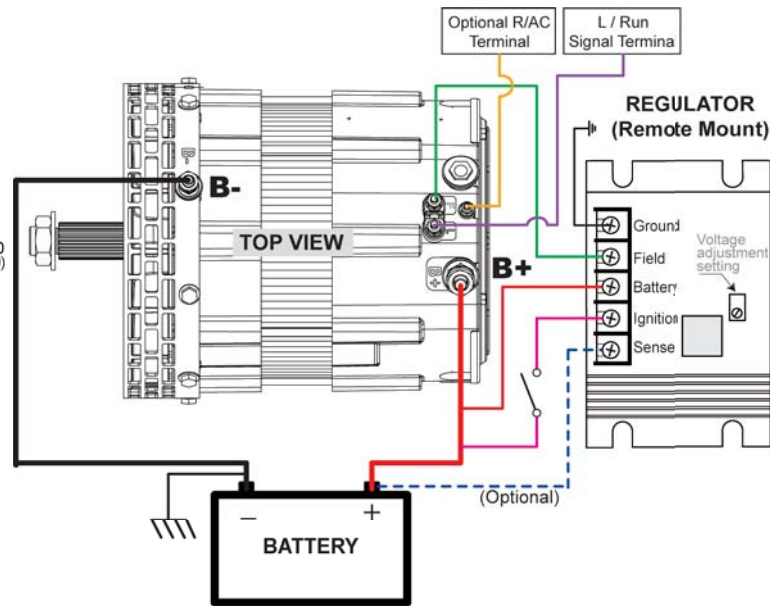 Optional R/AC
Terminal
L / Run
Signal Termina
REGULATOR
(Remote Mount)
B-
B-
TOP VIEW
B+
B+
Ground
Field
Battery
Ignition
Sense
Voltage
adjustment
setting
(Optional)
− +
BATTERY